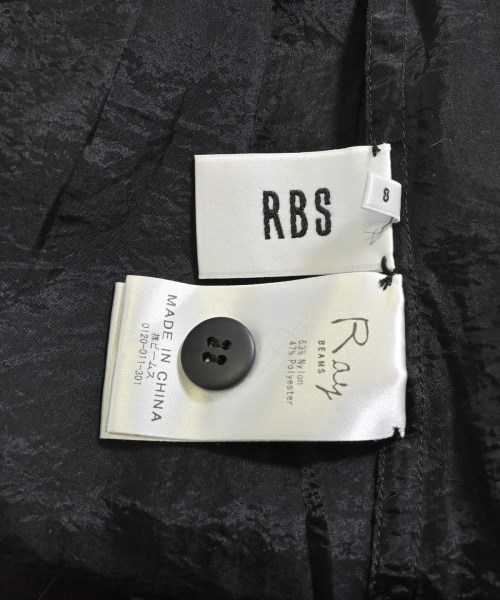 RBS
8
Ray
BEAMS
53% Nylon
47% Polyester
MADE IN CHINA
㈱ビームス
0120-011-301